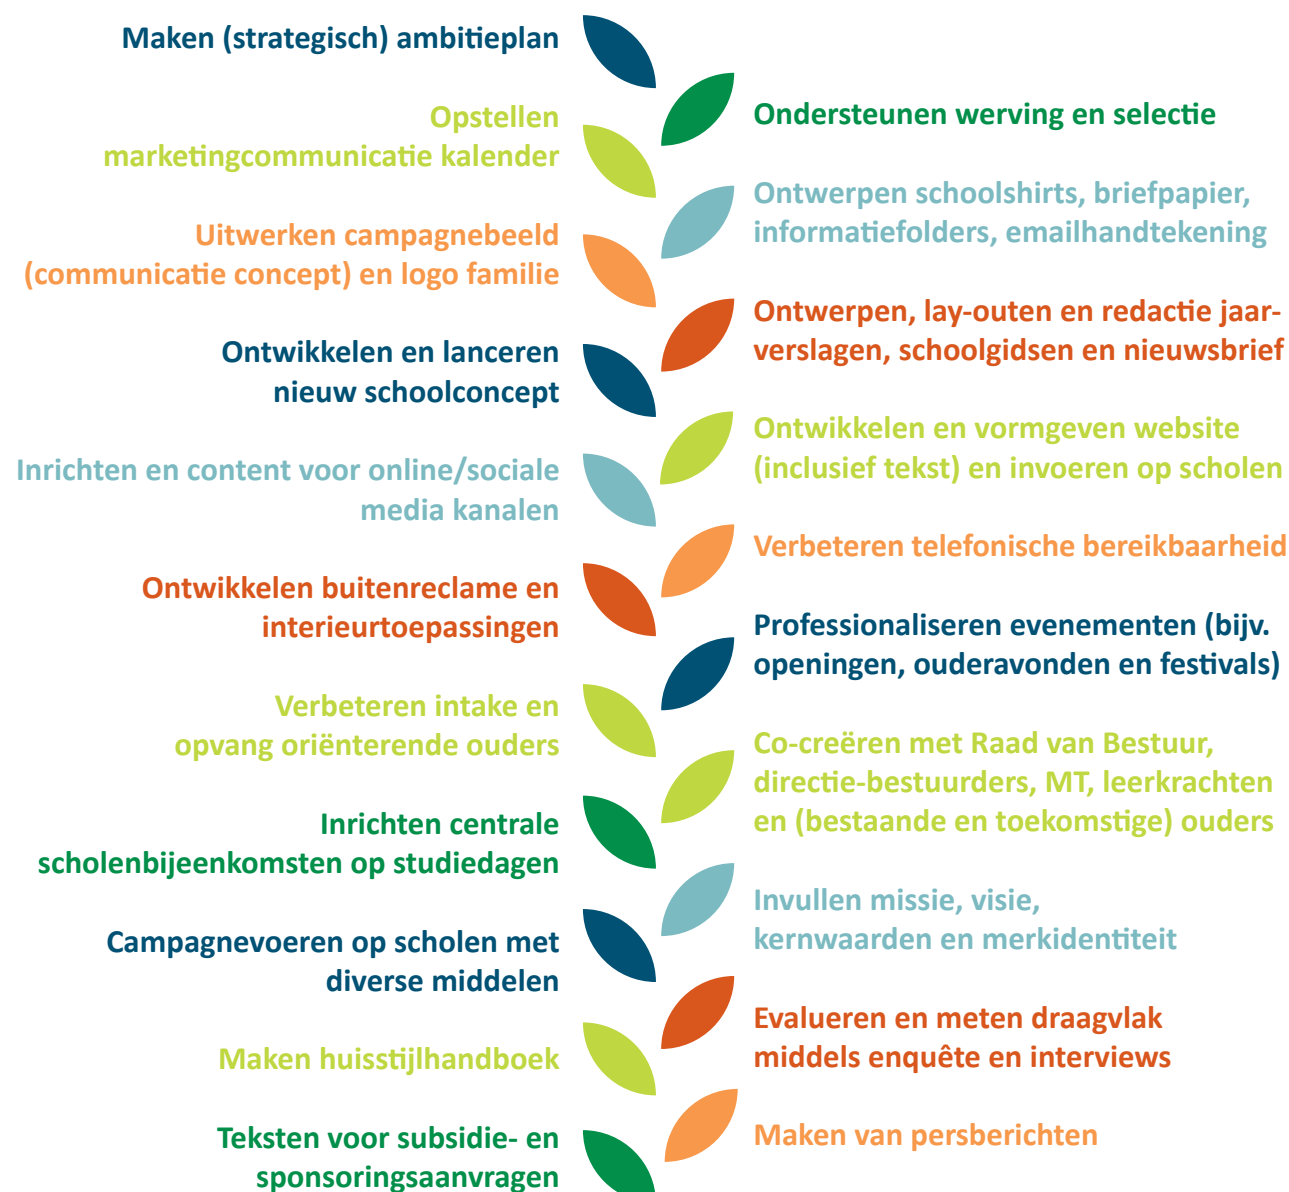 Maken (strategisch) ambitieplan
Opstellen
marketingcommunicatie kalender
Uitwerken campagnebeeld
(communicatie concept) en logo familie
Ontwikkelen en lanceren
nieuw schoolconcept
Inrichten en content voor online/sociale
media kanalen
Ontwikkelen buitenreclame en
interieurtoepassingen
Verbeteren intake en
opvang oriënterende ouders
Inrichten centrale
scholenbijeenkomsten op studiedagen
Campagnevoeren op scholen met
diverse middelen
Maken huisstijlhandboek
Teksten voor subsidie- en
sponsoringsaanvragen
Ondersteunen werving en selectie
Ontwerpen schoolshirts, briefpapier,
informatiefolders, emailhandtekening
Ontwerpen, lay-outen en redactie jaar-
verslagen, schoolgidsen en nieuwsbrief
Ontwikkelen en vormgeven website
(inclusief tekst) en invoeren op scholen
Verbeteren telefonische bereikbaarheid
Professionaliseren evenementen (bijv.
openingen, ouderavonden en festivals)
Co-creëren met Raad van Bestuur,
directie-bestuurders, MT, leerkrachten
en (bestaande en toekomstige) ouders
Invullen missie, visie,
kernwaarden en merkidentiteit
Evalueren en meten draagvlak
middels enquête en interviews
Maken van persberichten